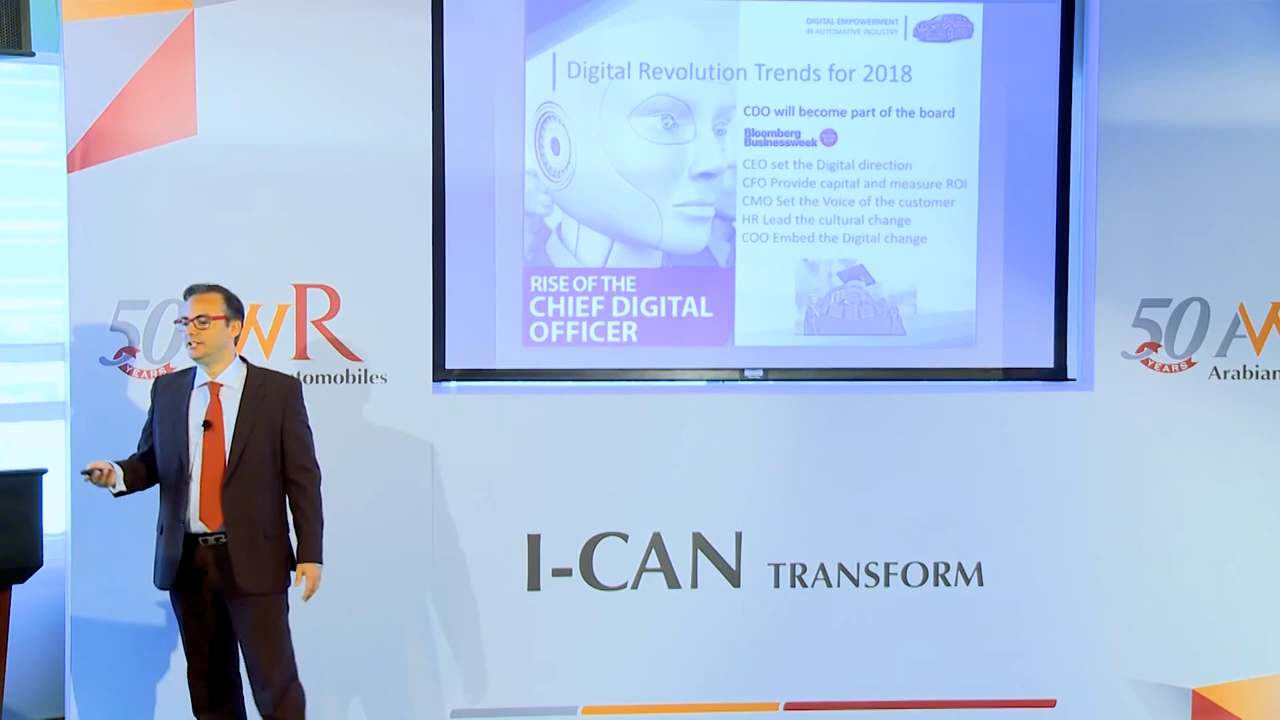 DIGITAL EMPOWERMENT
IN AUTOMATIVE INDUSTRY
Digital Revolution Trends for 2018
CDO will become part of the board
Bloomberg
Businessweek
CEO set the Digital direction
CFO Provide capital and measure ROI
CMO Set the Voice of the customer
HR Lead the cultural change
COO Embed the Digital change
RISE OF THE
CHIEF DIGITAL
OFFICER
50 WR
YEARS
tomobiles
50 AW
YEARS
Arabian
I-CAN TRANSFORM